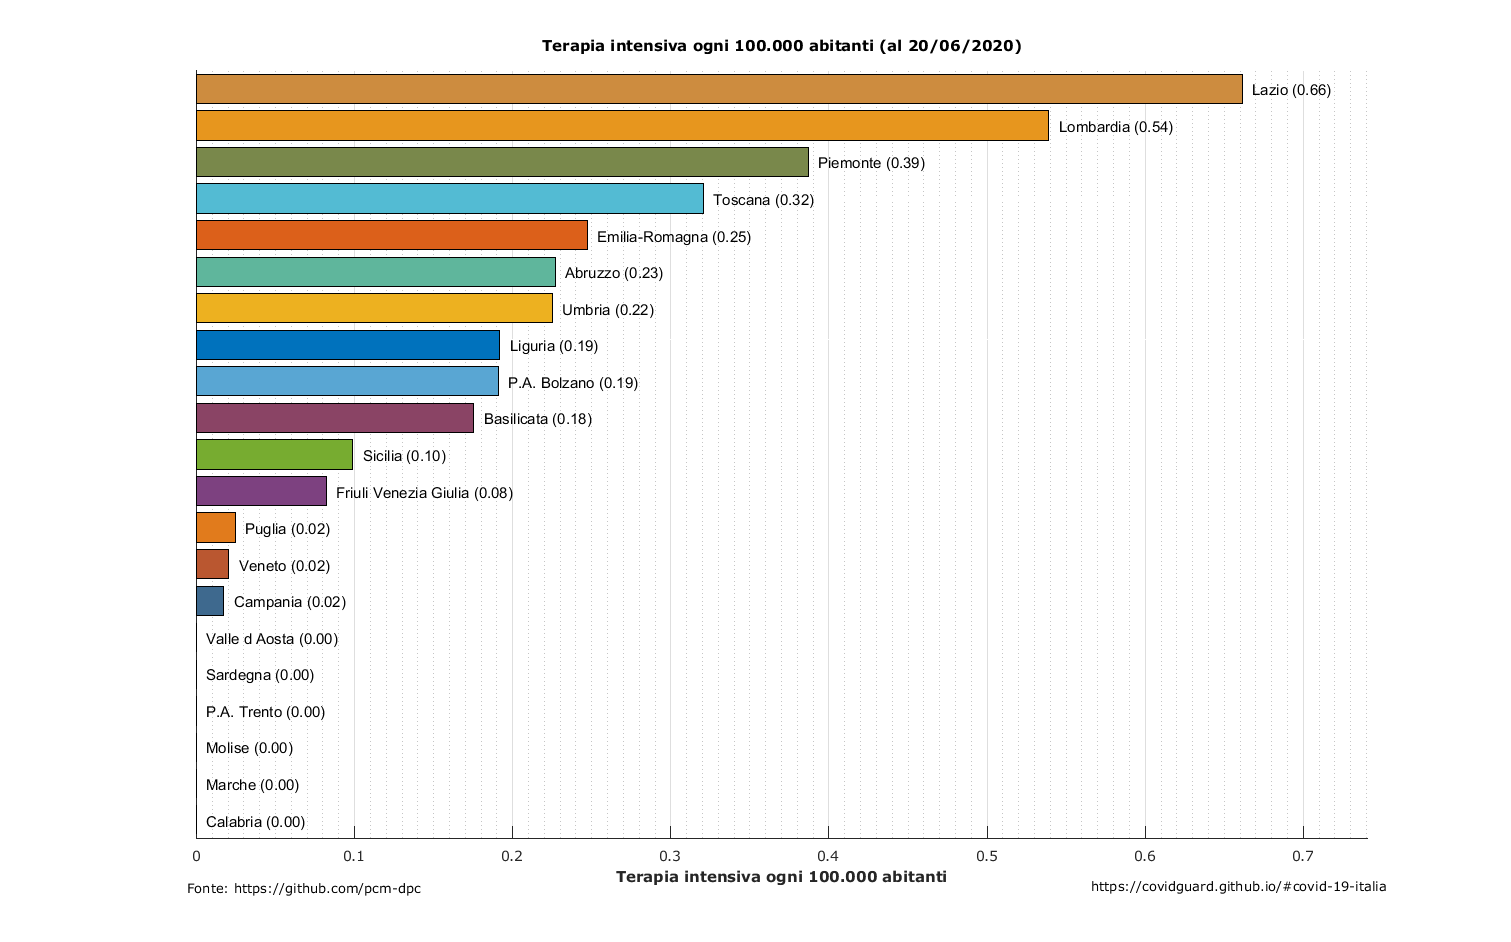 Terapia intensiva ogni 100.000 abitanti (al 20/06/2020)
Lazio (0.66)
Lombardia (0.54)
Piemonte (0.39)
Toscana (0.32)
Emilia-Romagna (0.25)
Abruzzo (0.23)
Umbria (0.22)
Liguria (0.19)
P.A. Bolzano (0.19)
Basilicata (0.18)
Sicilia (0.10)
Friuli Venezia Giulia (0.08)
Puglia (0.02)
Veneto (0.02)
Campania (0.02)
Valle d Aosta (0.00)
Sardegna (0.00)
P.A. Trento (0.00)
Molise (0.00)
Marche (0.00)
Calabria (0.00)
0 0.1 0.2 0.3 0.4 0.5 0.6 0.7
Terapia intensiva ogni 100.000 abitanti
Fonte: https://github.com/pcm-dpc
https://covidguard.github.io/#covid-19-italia